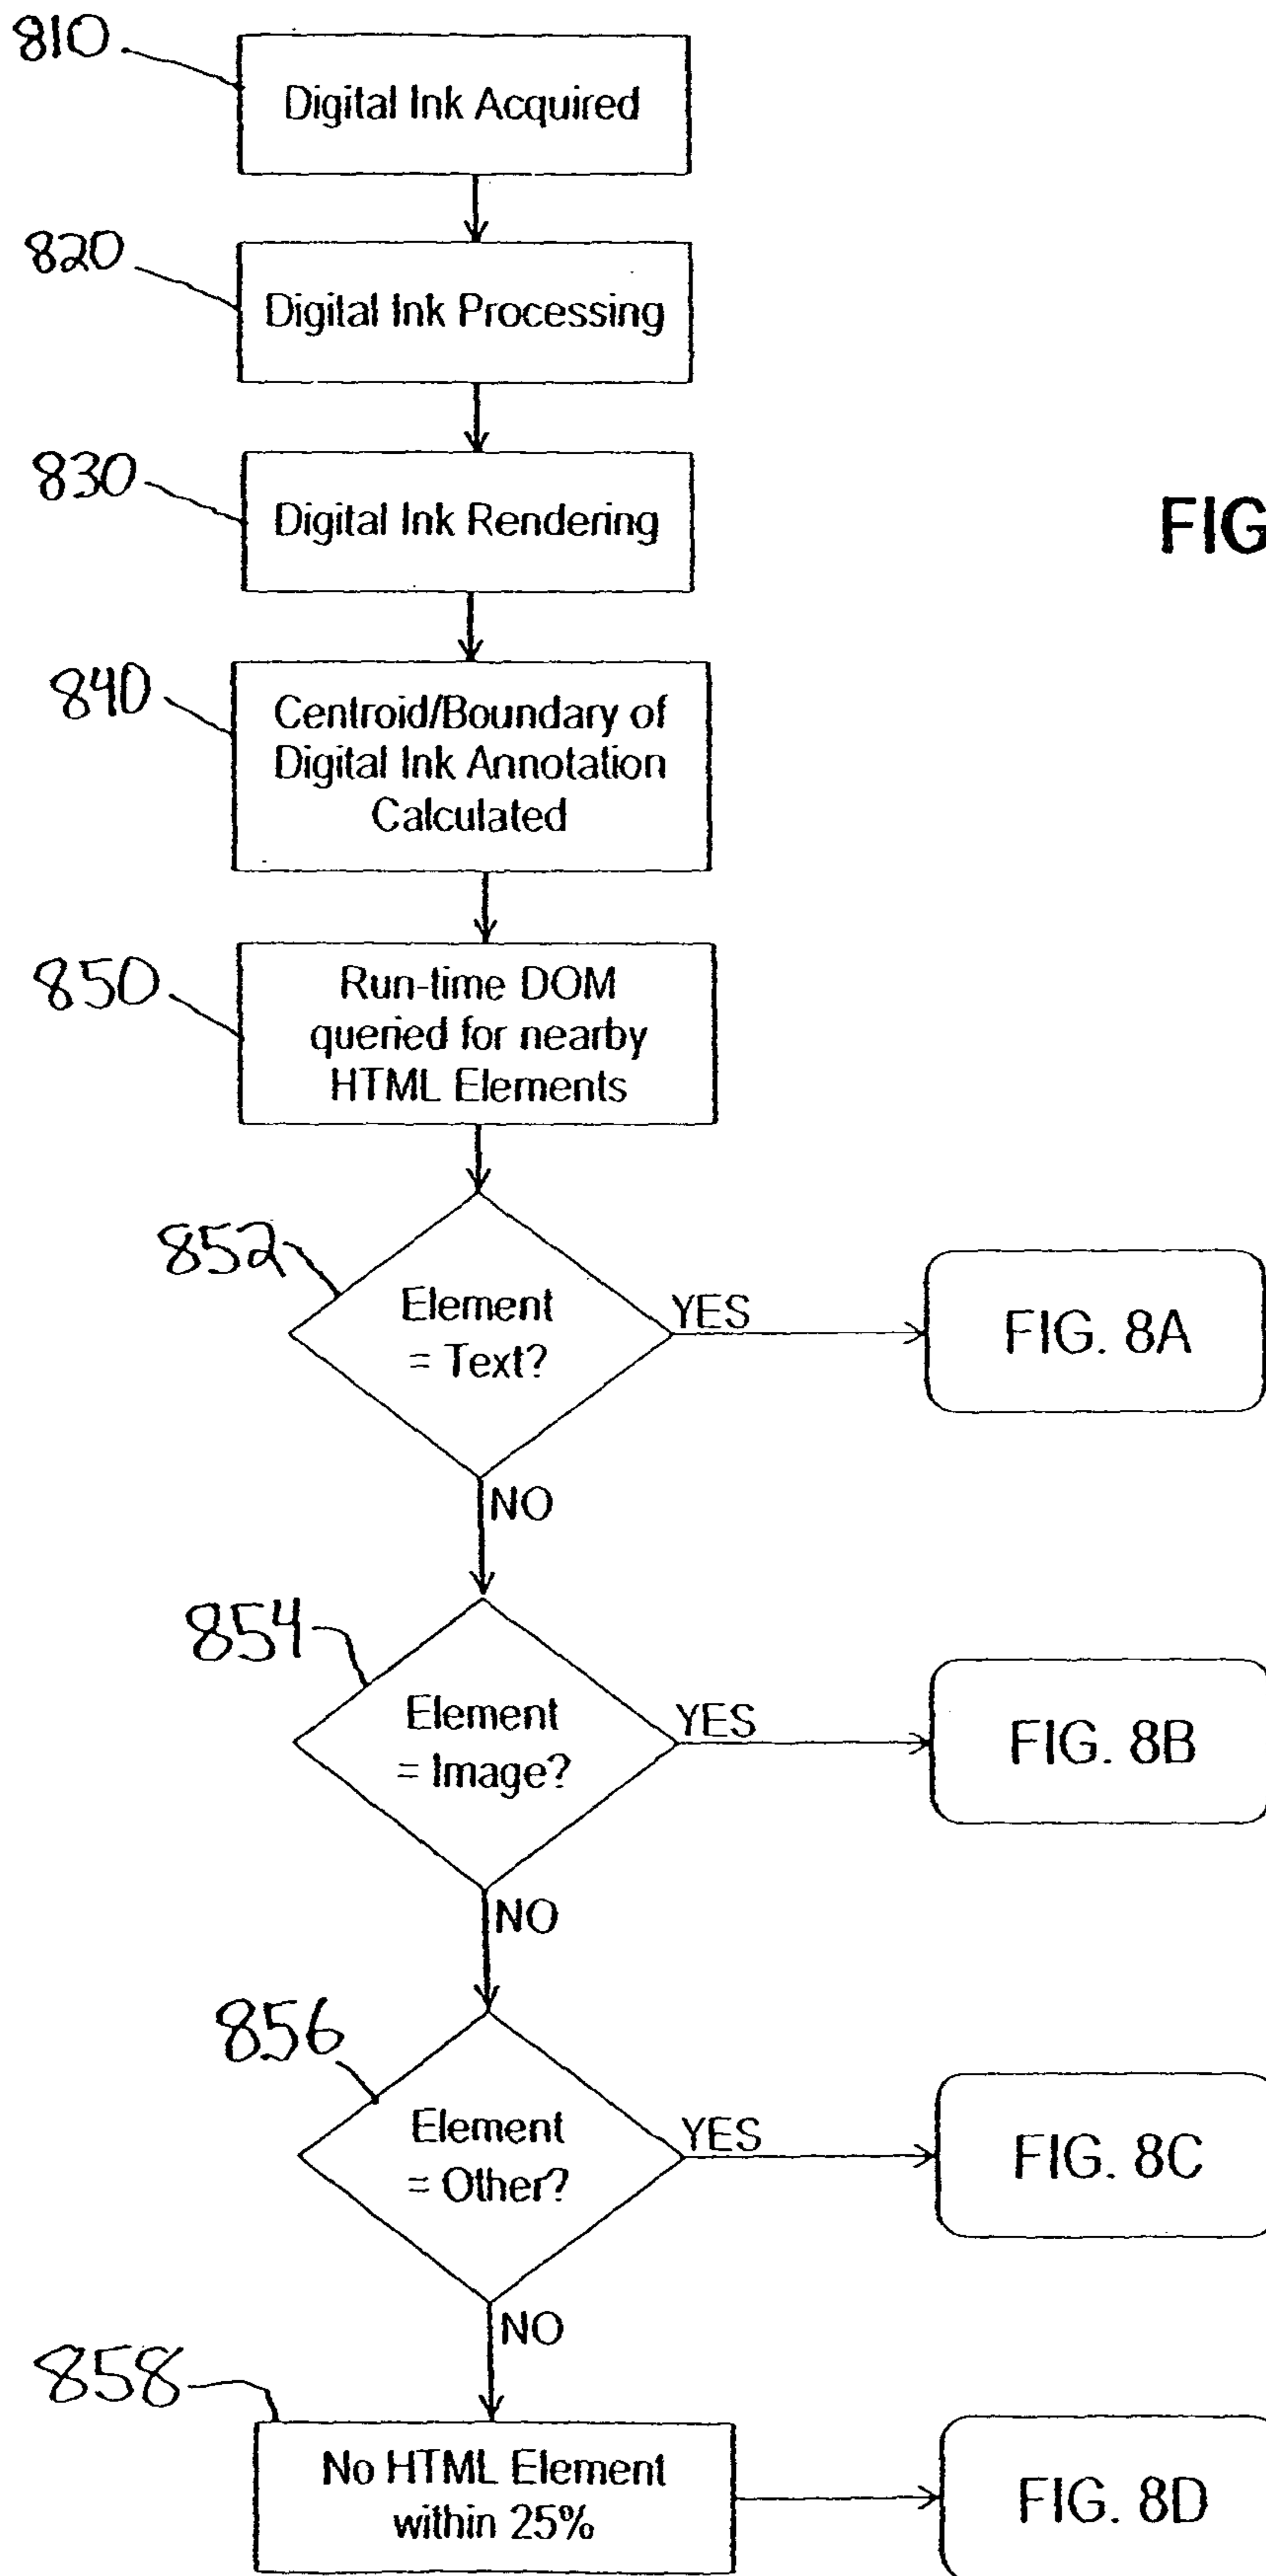 810
Digital Ink Acquired
820
Digital Ink Processing
830
Digital Ink Rendering
FIG
840
Centroid/Boundary of
Digital Ink Annotation
Calculated
850
Run-time DOM
queried for nearby
HTML Elements
852
Element
= Text?
YES
FIG. 8A
NO
854
Element
= Image?
YES
FIG. 8B
NO
856
Element
= Other?
YES
FIG. 8C
NO
858
No HTML Element
within 25%
FIG. 8D